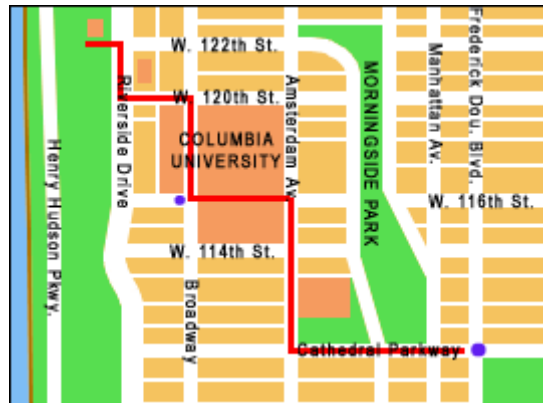 W. 122th St.
W. 120th St.
COLUMBIA
UNIVERSITY
W. 116th St.
W. 114th St.
Cathedral Parkway
Henry Hudson Pkwy.
Riverside Drive
Broadway
Amsterdam Av.
MORNINGSIDE PARK
Manhattan Av.
Frederick Dou. Blvd.